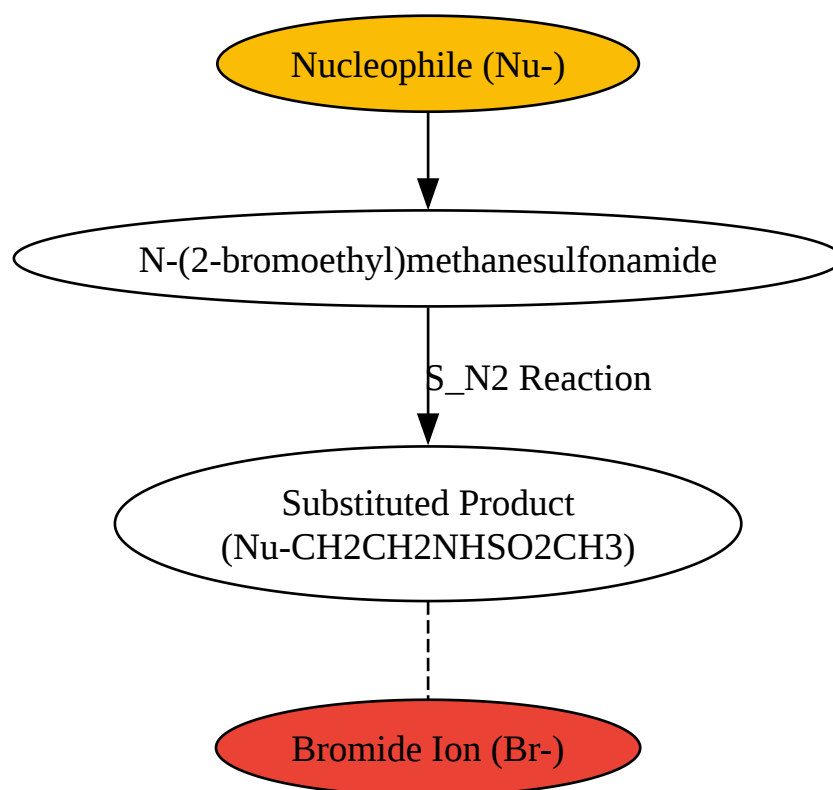 Nucleophile (Nu-)
N-(2-bromoethyl)methanesulfonamide
S_N2 Reaction
Substituted Product
(Nu-CH2CH2NHSO2CH3)
Bromide Ion (Br-)